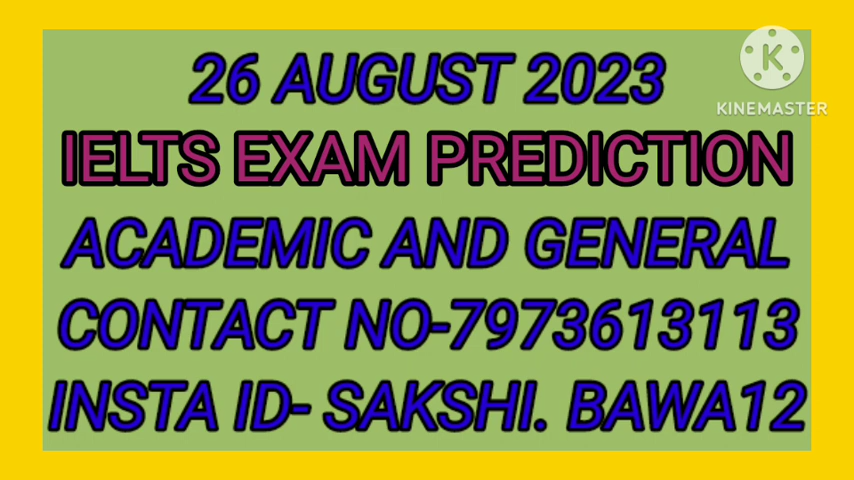 26 AUGUST 2023
KINEMASTER
IELTS EXAM PREDICTION
ACADEMIC AND GENERAL
CONTACT NO-7973613113
INSTA ID- SAKSHI. BAWA12